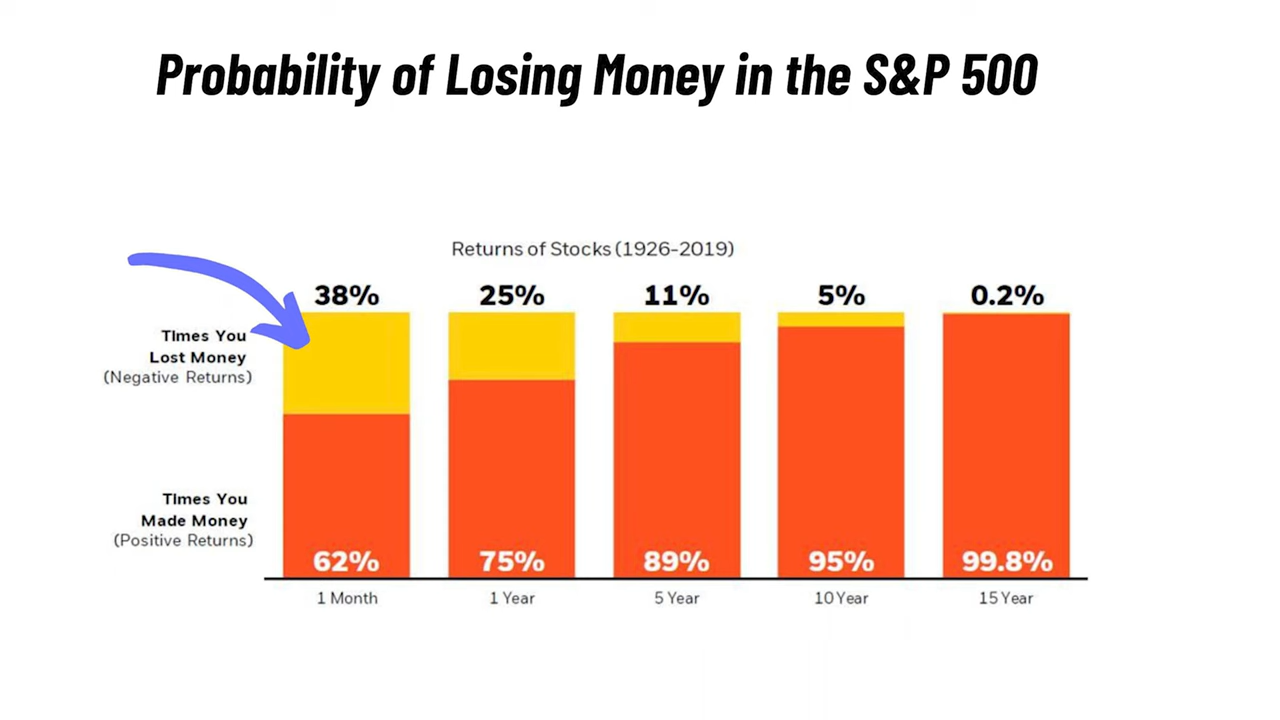 Probability of Losing Money in the S&P 500
Returns of Stocks (1926-2019)
38% 25% 11% 5% 0.2%
TImes You
Lost Money
(Negative Returns)
TImes You
Made Money
(Positive Returns)
62% 75% 89% 95% 99.8%
1 Month 1 Year 5 Year 10 Year 15 Year